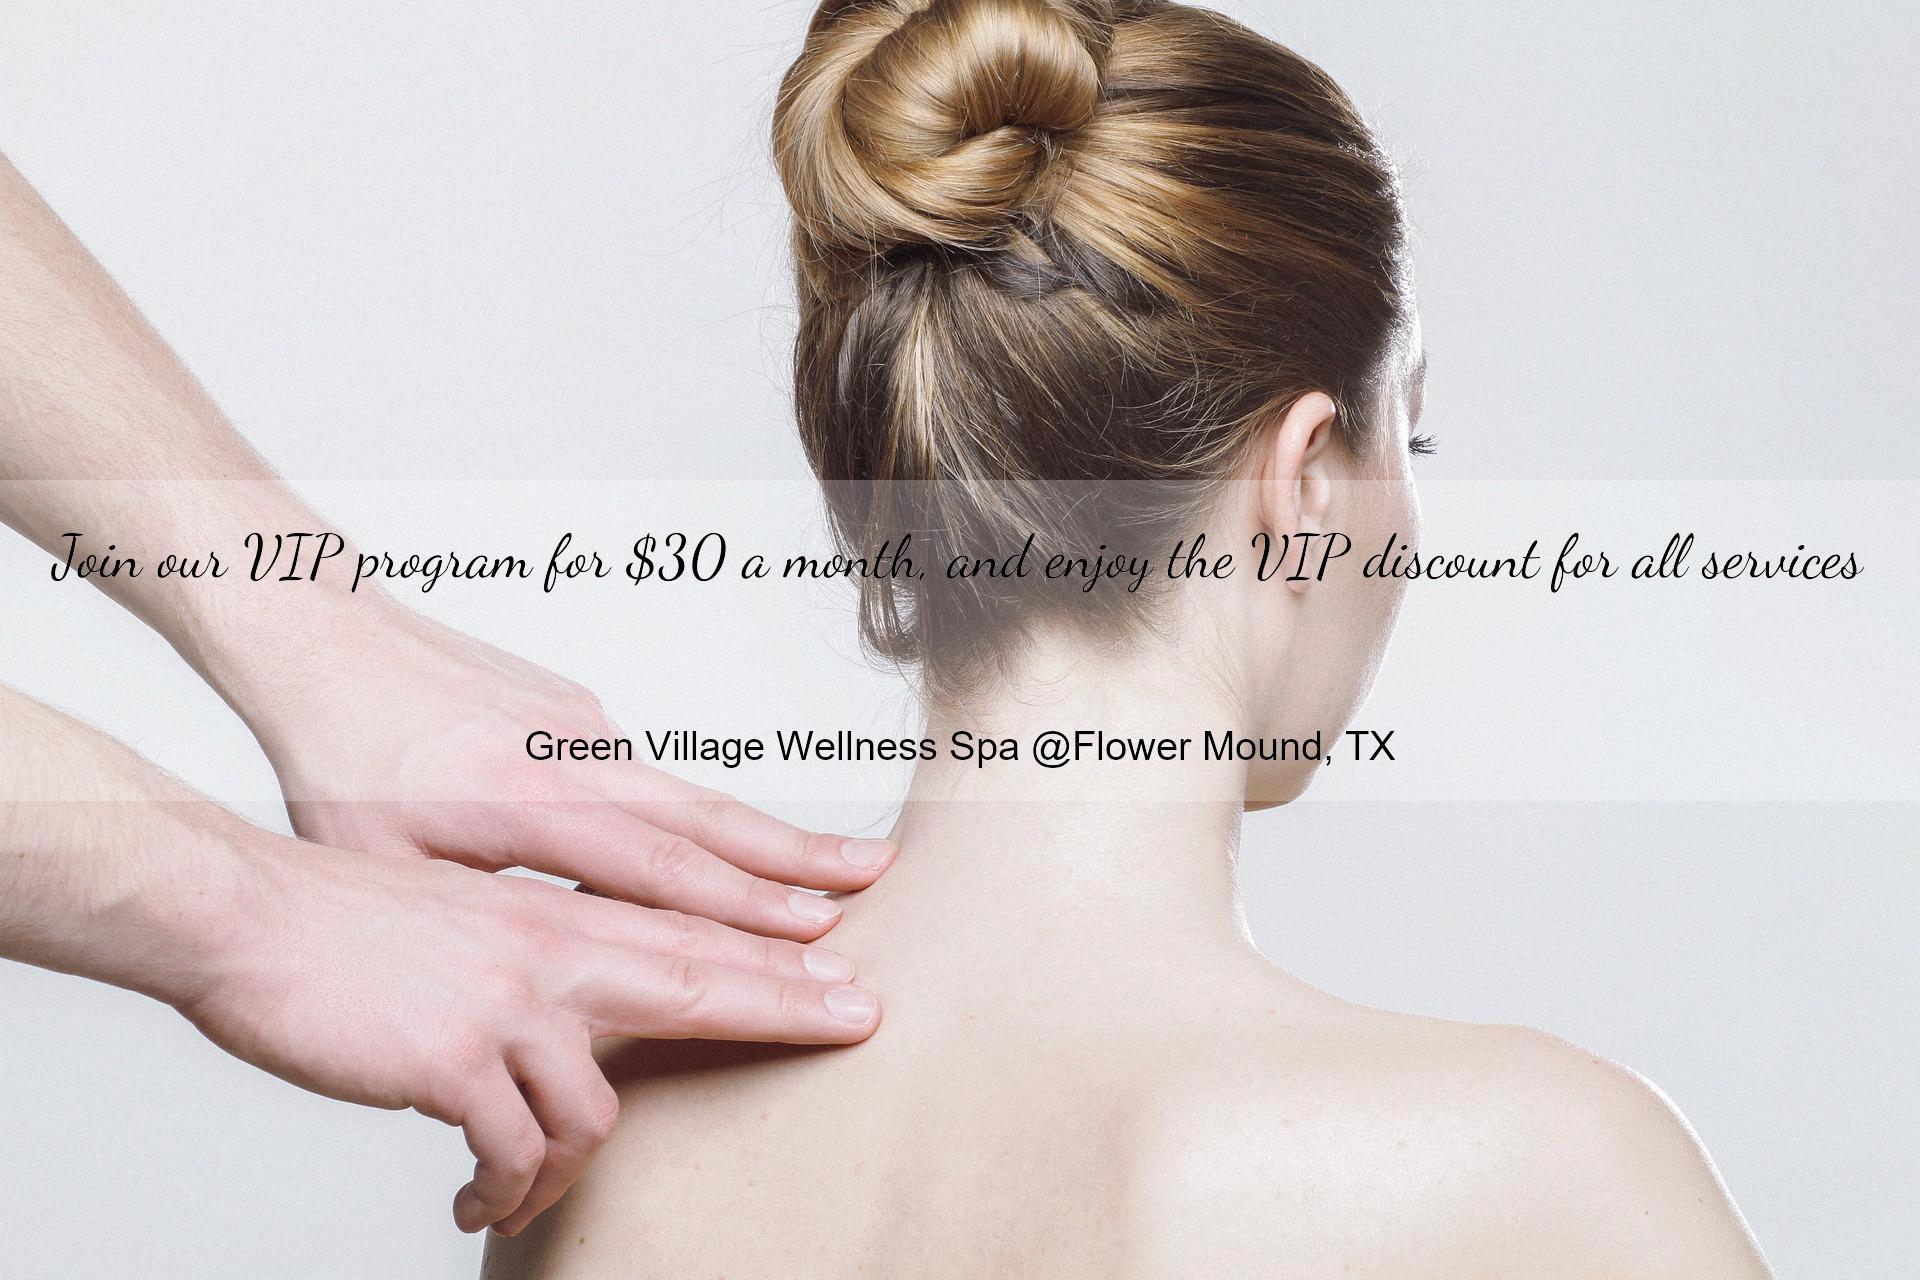 Join our VIP program for $30 a month, and enjoy the VIP discount for all services
Green Village Wellness Spa @Flower Mound, TX